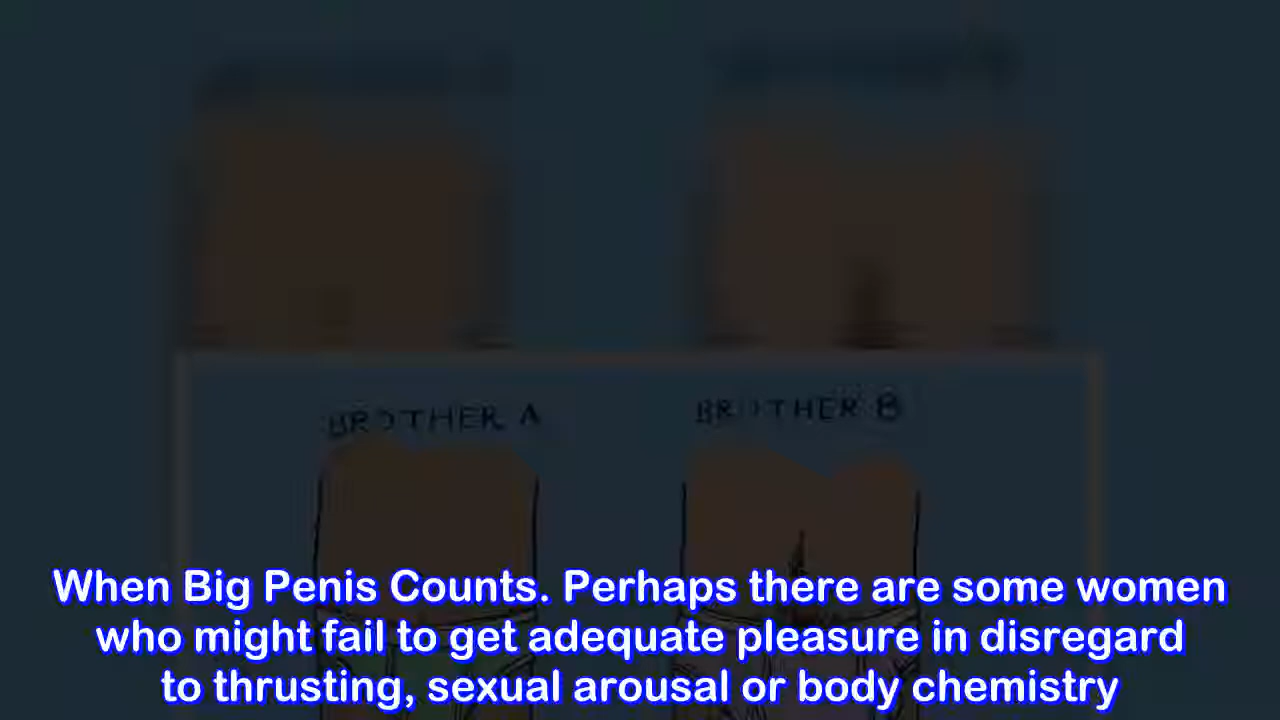 BROTHER A
BROTHER B
When Big Penis Counts. Perhaps there are some women
who might fail to get adequate pleasure in disregard
to thrusting, sexual arousal or body chemistry